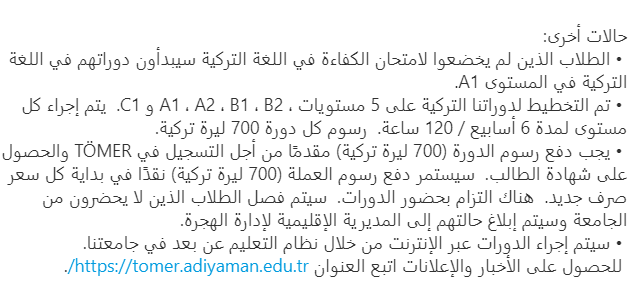 حالات أخرى:
• الطلاب الذين لم يخضعوا لامتحان الكفاءة في اللغة التركية سيبدأون دوراتهم في اللغة
التركية في المستوى A1.
• تم التخطيط لدوراتنا التركية على 5 مستويات ، A1 ، A2 ، B1 ، B2 و C1.  يتم إجراء كل
مستوى لمدة 6 أسابيع / 120 ساعة.  رسوم كل دورة 700 ليرة تركية.
• يجب دفع رسوم الدورة (700 ليرة تركية) مقدمًا من أجل التسجيل في TÖMER والحصول
على شهادة الطالب.  سيستمر دفع رسوم العملة (700 ليرة تركية) نقدًا في بداية كل سعر
صرف جديد.  هناك التزام بحضور الدورات.  سيتم فصل الطلاب الذين لا يحضرون من
الجامعة وسيتم إبلاغ حالتهم إلى المديرية الإقليمية لإدارة الهجرة.
• سيتم إجراء الدورات عبر الإنترنت من خلال نظام التعليم عن بعد في جامعتنا.
للحصول على الأخبار والإعلانات اتبع العنوان https://tomer.adiyaman.edu.tr/.